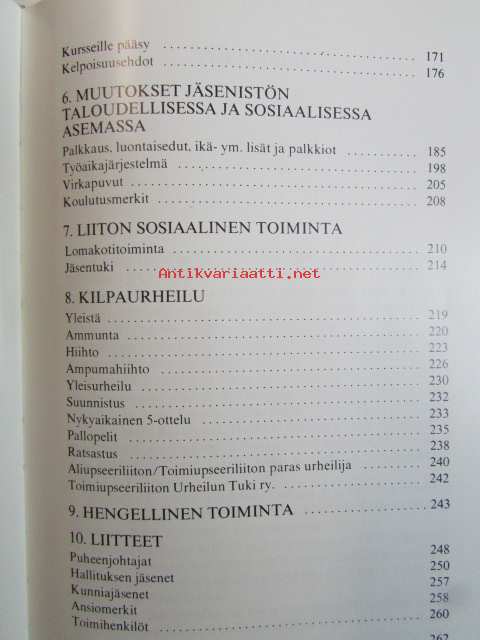 Kursseille pääsy ........ 171
Kelpoisuusehdot ........ 176
6. MUUTOKSET JÄSENISTÖN
TALOUDELLISESSA JA SOSIAALISESSA
ASEMASSA
Palkkaus, luontaisedut, ikä- ym. lisät ja palkkiot ........ 185
Työaikajärjestelmä ........ 198
Virkapuvut ........ 205
Koulutusmerkit ........ 208
7. LIITON SOSIAALINEN TOIMINTA
Lomakotitoiminta ........ 210
Jäsentuki ........ 214
Antikvariaatti.net
8. KILPAURHEILU
Yleistä ........ 219
Ammunta ........ 220
Hiihto ........ 223
Ampumahiihto ........ 226
Yleisurheilu ........ 230
Suunnistus ........ 232
Nykyaikainen 5-ottelu ........ 233
Pallopelit ........ 235
Ratsastus ........ 238
Aliupseeriliiton/Toimiupseeriliiton paras urheilija ........ 240
Toimiupseeriliiton Urheilun Tuki ry. ........ 242
9. HENGELLINEN TOIMINTA ........ 243
10. LIITTEET
Puheenjohtajat ........ 248
Hallituksen jäsenet ........ 250
Kunniajäsenet ........ 257
Ansiomerkit ........ 258
Toimihenkilöt ........ 260
262